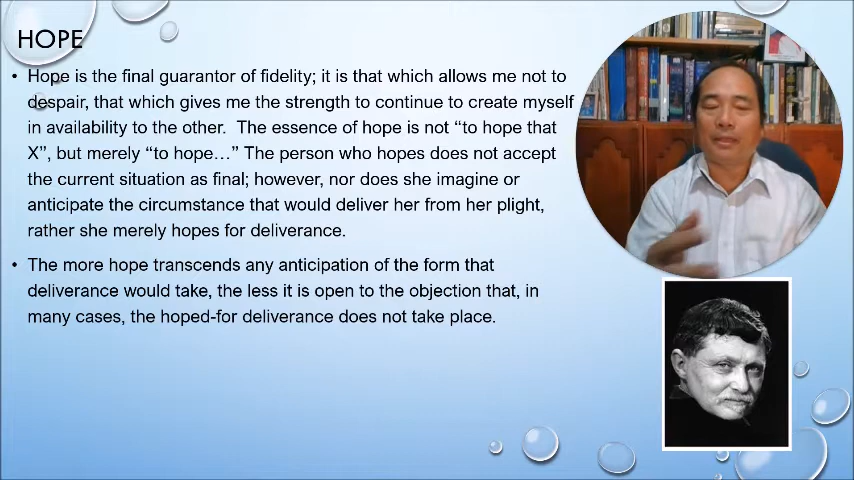 HOPE
• Hope is the final guarantor of fidelity; it is that which allows me not to
despair, that which gives me the strength to continue to create myself
in availability to the other. The essence of hope is not “to hope that
X”, but merely “to hope…” The person who hopes does not accept
the current situation as final; however, nor does she imagine or
anticipate the circumstance that would deliver her from her plight,
rather she merely hopes for deliverance.
• The more hope transcends any anticipation of the form that
deliverance would take, the less it is open to the objection that, in
many cases, the hoped-for deliverance does not take place.